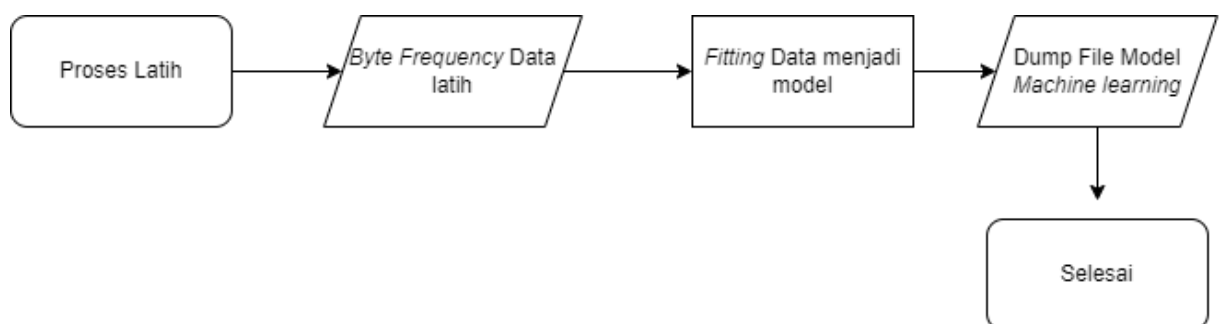 Proses Latih
Byte Frequency Data
latih
Fitting Data menjadi
model
Dump File Model
Machine learning
Selesai